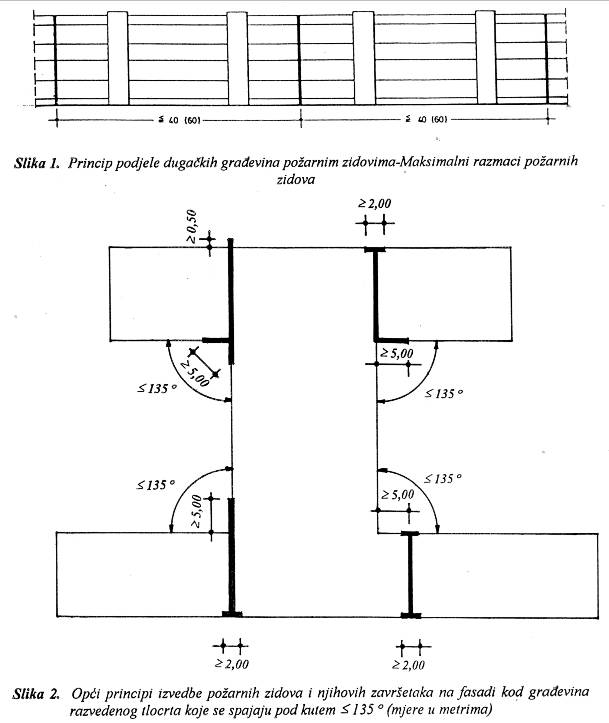 ≤ 40 (60)
≤ 40 (60)
Slika 1. Princip podjele dugačkih građevina požarnim zidovima-Maksimalni razmaci požarnih
zidova
≥ 2,00
≥ 0,50
≥ 5,00
≥ 5,00
≤ 135 °
≤ 135 °
≤ 135 °
≤ 135 °
≥ 5,00
≥ 5,00
≥ 2,00
≥ 2,00
Slika 2. Opći principi izvedbe požarnih zidova i njihovih završetaka na fasadi kod građevina
razvedenog tlocrta koje se spajaju pod kutem ≤ 135 ° (mjere u metrima)